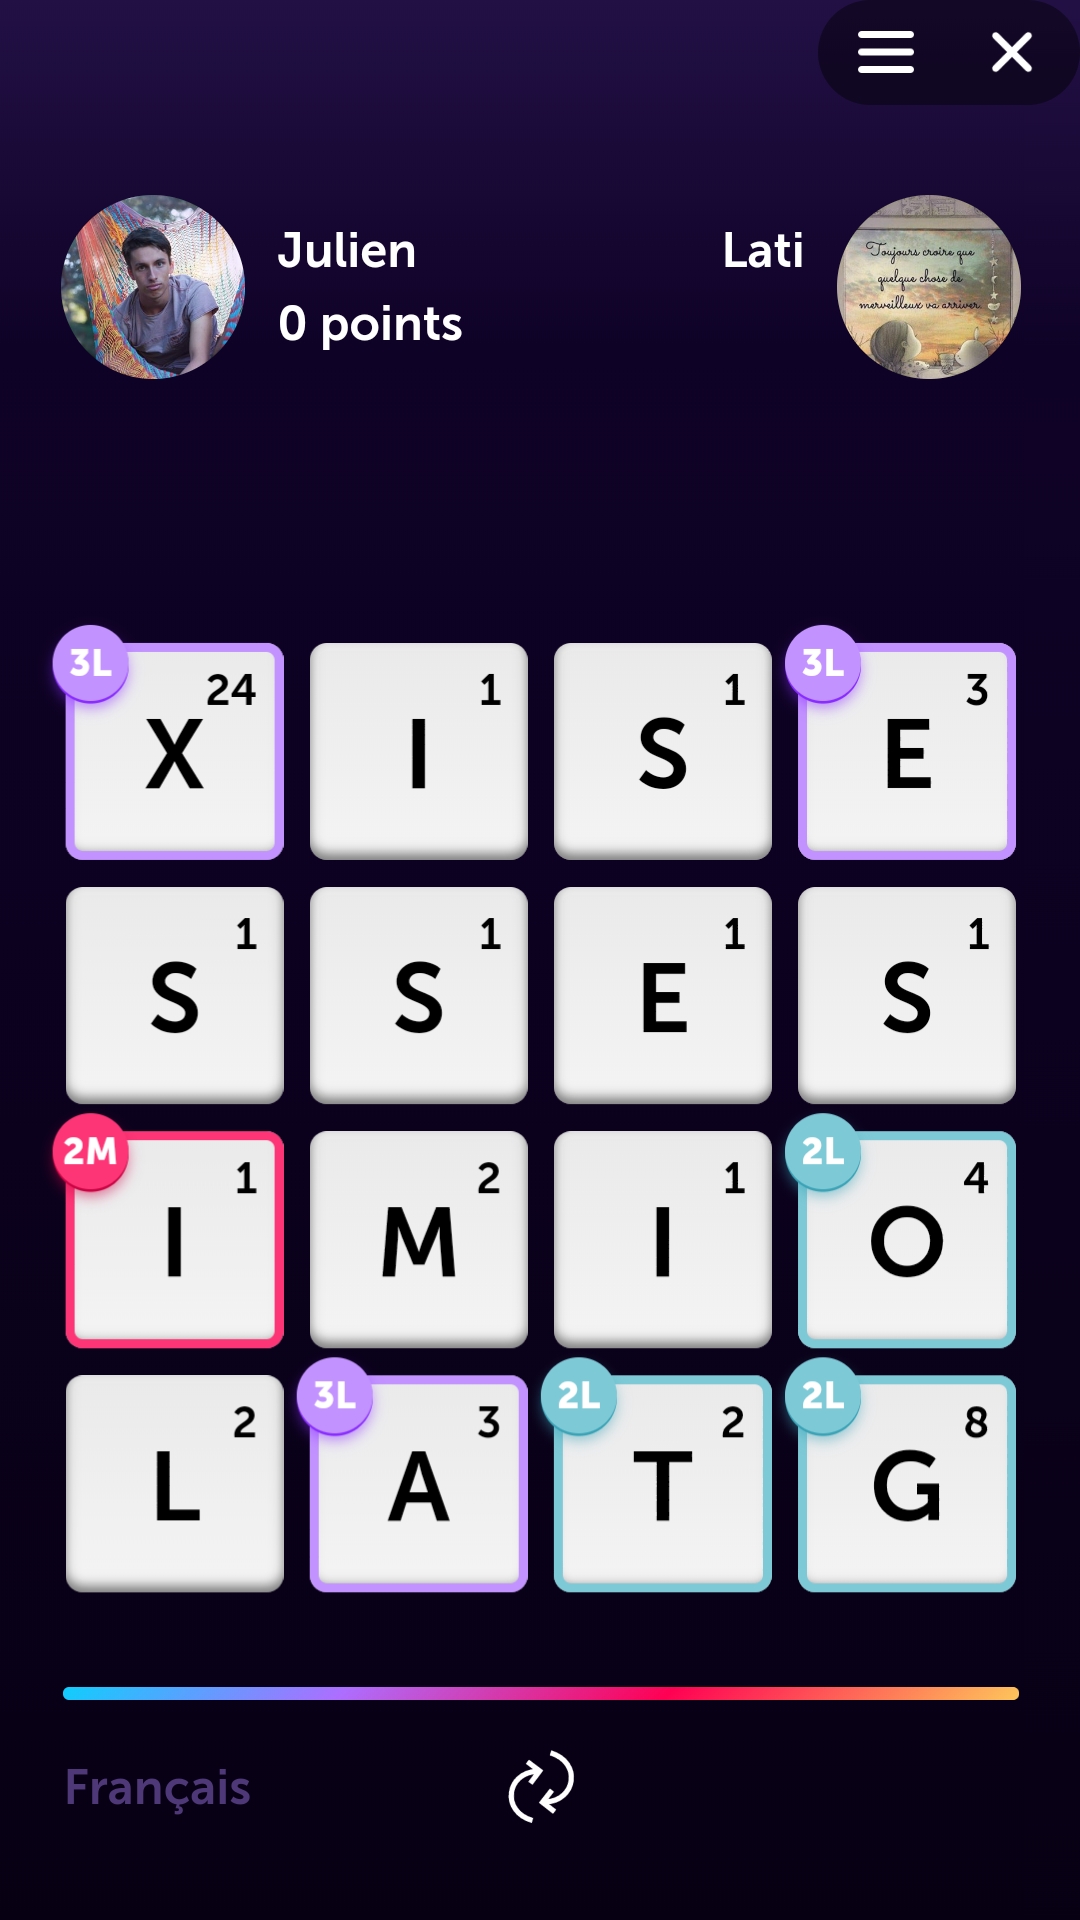 Julien
0 points
Lati
Toujours croire que
quelque chose de
merveilleux va arriver.
3L 24 X 1 I 1 S 3L 3 E
1 S 1 S 1 E 1 S
2M 1 I 2 M 1 I 2L 4 O
2 L 3L 3 A 2L 2 T 2L 8 G
Français